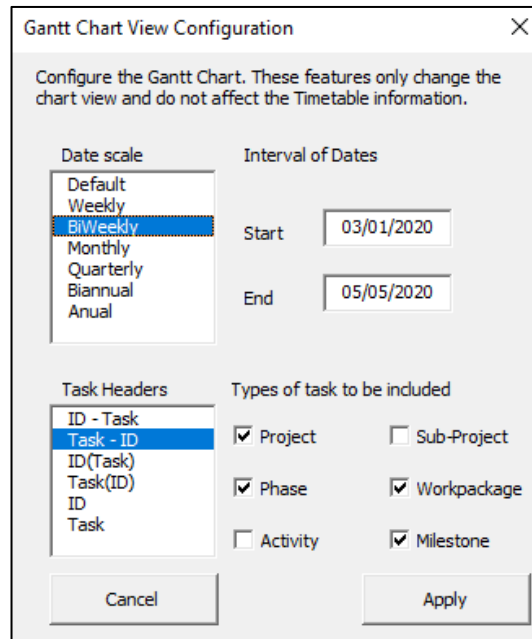 Gantt Chart View Configuration
Configure the Gantt Chart. These features only change the
chart view and do not affect the Timetable information.
Date scale
Default
Weekly
BiWeekly
Monthly
Quarterly
Biannual
Anual
Interval of Dates
Start 03/01/2020
End 05/05/2020
Task Headers
ID - Task
Task - ID
ID(Task)
Task(ID)
ID
Task
Types of task to be included
Project Sub-Project
Phase Workpackage
Activity Milestone
Cancel Apply